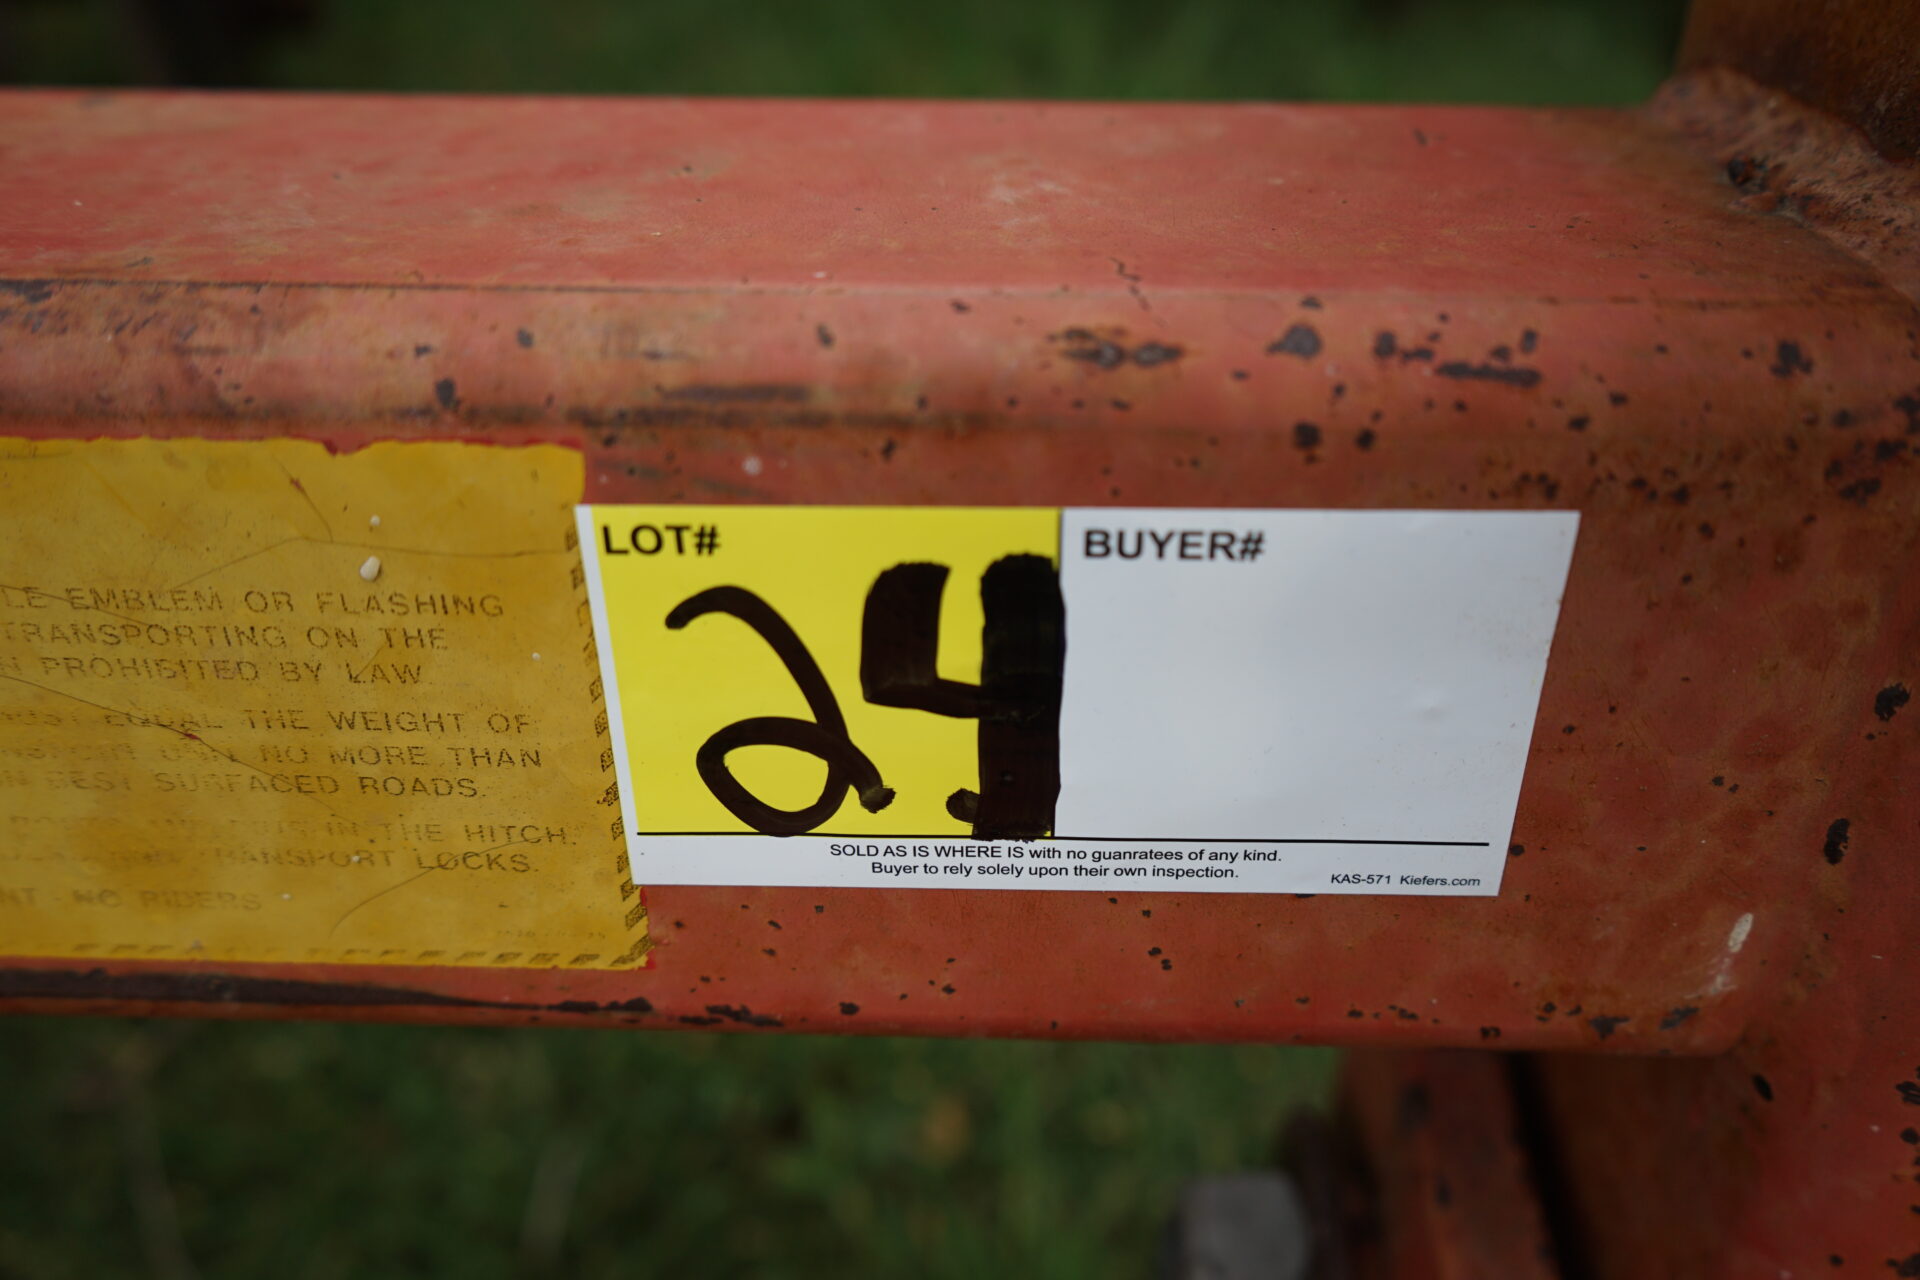 LE EMBLEM OR FLASHING
TRANSPORTING ON THE
PROHIBITED BY LAW
EQUAL THE WEIGHT OF
NO MORE THAN
BEST SURFACED ROADS.
IN THE HITCH.
TRANSPORT LOCKS.
NO RIDERS
LOT#
24
BUYER#
SOLD AS IS WHERE IS with no guanratees of any kind.
Buyer to rely solely upon their own inspection.
KAS-571 Kiefers.com